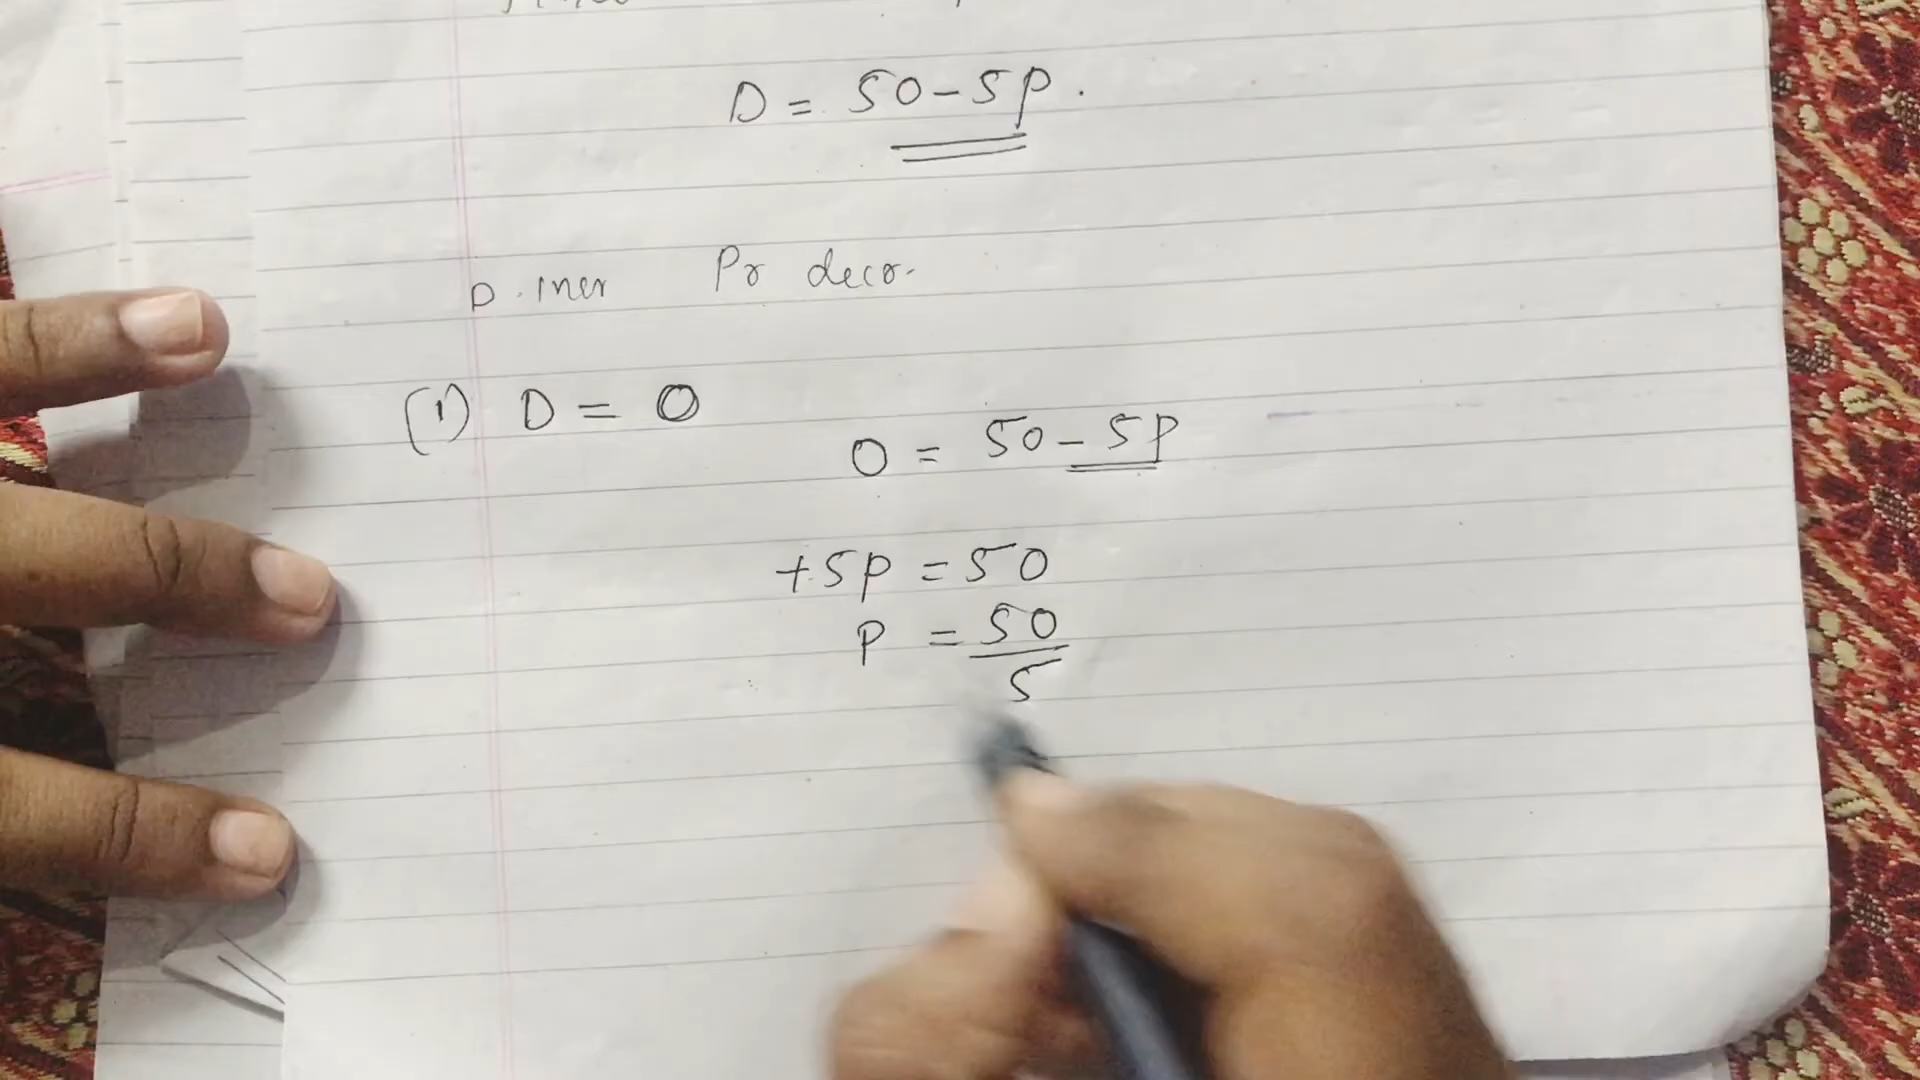 D = 50 - 5P.
D. incr Pr decr.
(1) D = 0
0 = 50 - 5P
+5P = 50
P = 50/5